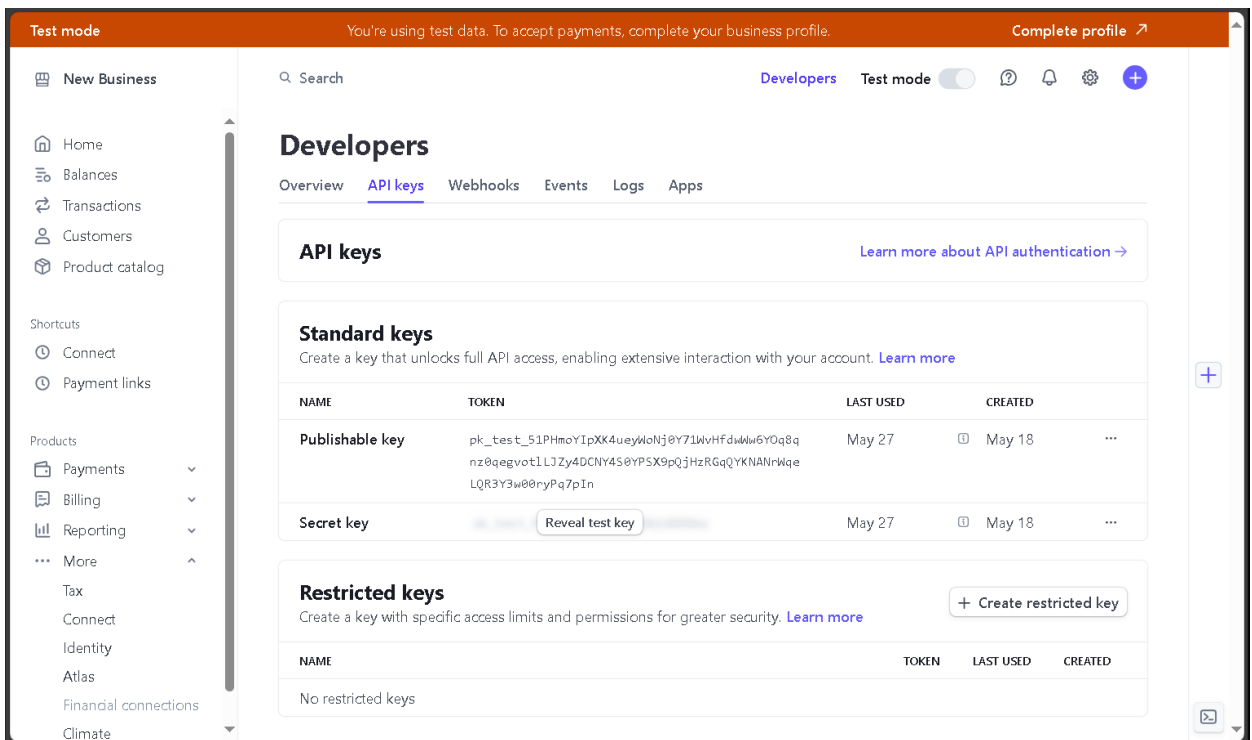 Test mode
You're using test data. To accept payments, complete your business profile.
Complete profile
New Business
Search
Developers
Test mode
Home
Balances
Transactions
Customers
Product catalog
Shortcuts
Connect
Payment links
Products
Payments
Billing
Reporting
More
Tax
Connect
Identity
Atlas
Financial connections
Climate
Developers
Overview API keys Webhooks Events Logs Apps
API keys
Learn more about API authentication →
Standard keys
Create a key that unlocks full API access, enabling extensive interaction with your account. Learn more
NAME TOKEN LAST USED CREATED
Publishable key pk_test_51PHmoYIpXK4ueyWoNj0Y71WvHfdwWw6YOq8q May 27 May 18
nz0qegvotlLJZy4DCNY4S0YPSX9pQjHzRGqQYKNANrWqe
LQR3Y3w00ryPq7pIn
Secret key Reveal test key May 27 May 18
Restricted keys
Create a key with specific access limits and permissions for greater security. Learn more
+ Create restricted key
NAME TOKEN LAST USED CREATED
No restricted keys